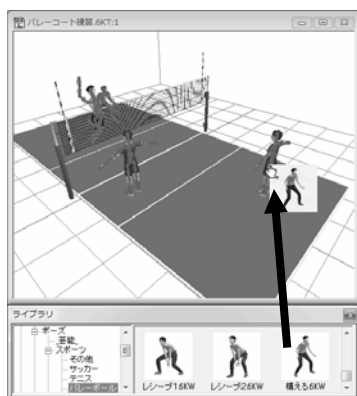 バレーコート練習.6KT:1
ライブラリ
ポーズ
芸能_
スポーツ
その他
サッカー
テニス
バレーボール
レシーブ1.6KW
レシーブ2.6KW
構える.6KW